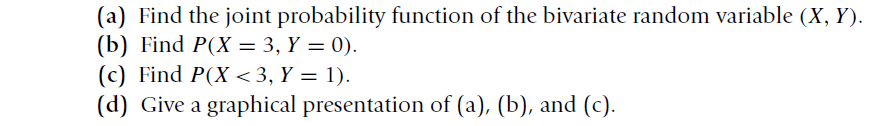 (a) Find the joint probability function of the bivariate random variable (X, Y).
(b) Find P(X = 3, Y = 0).
(c) Find P(X < 3, Y = 1).
(d) Give a graphical presentation of (a), (b), and (c).